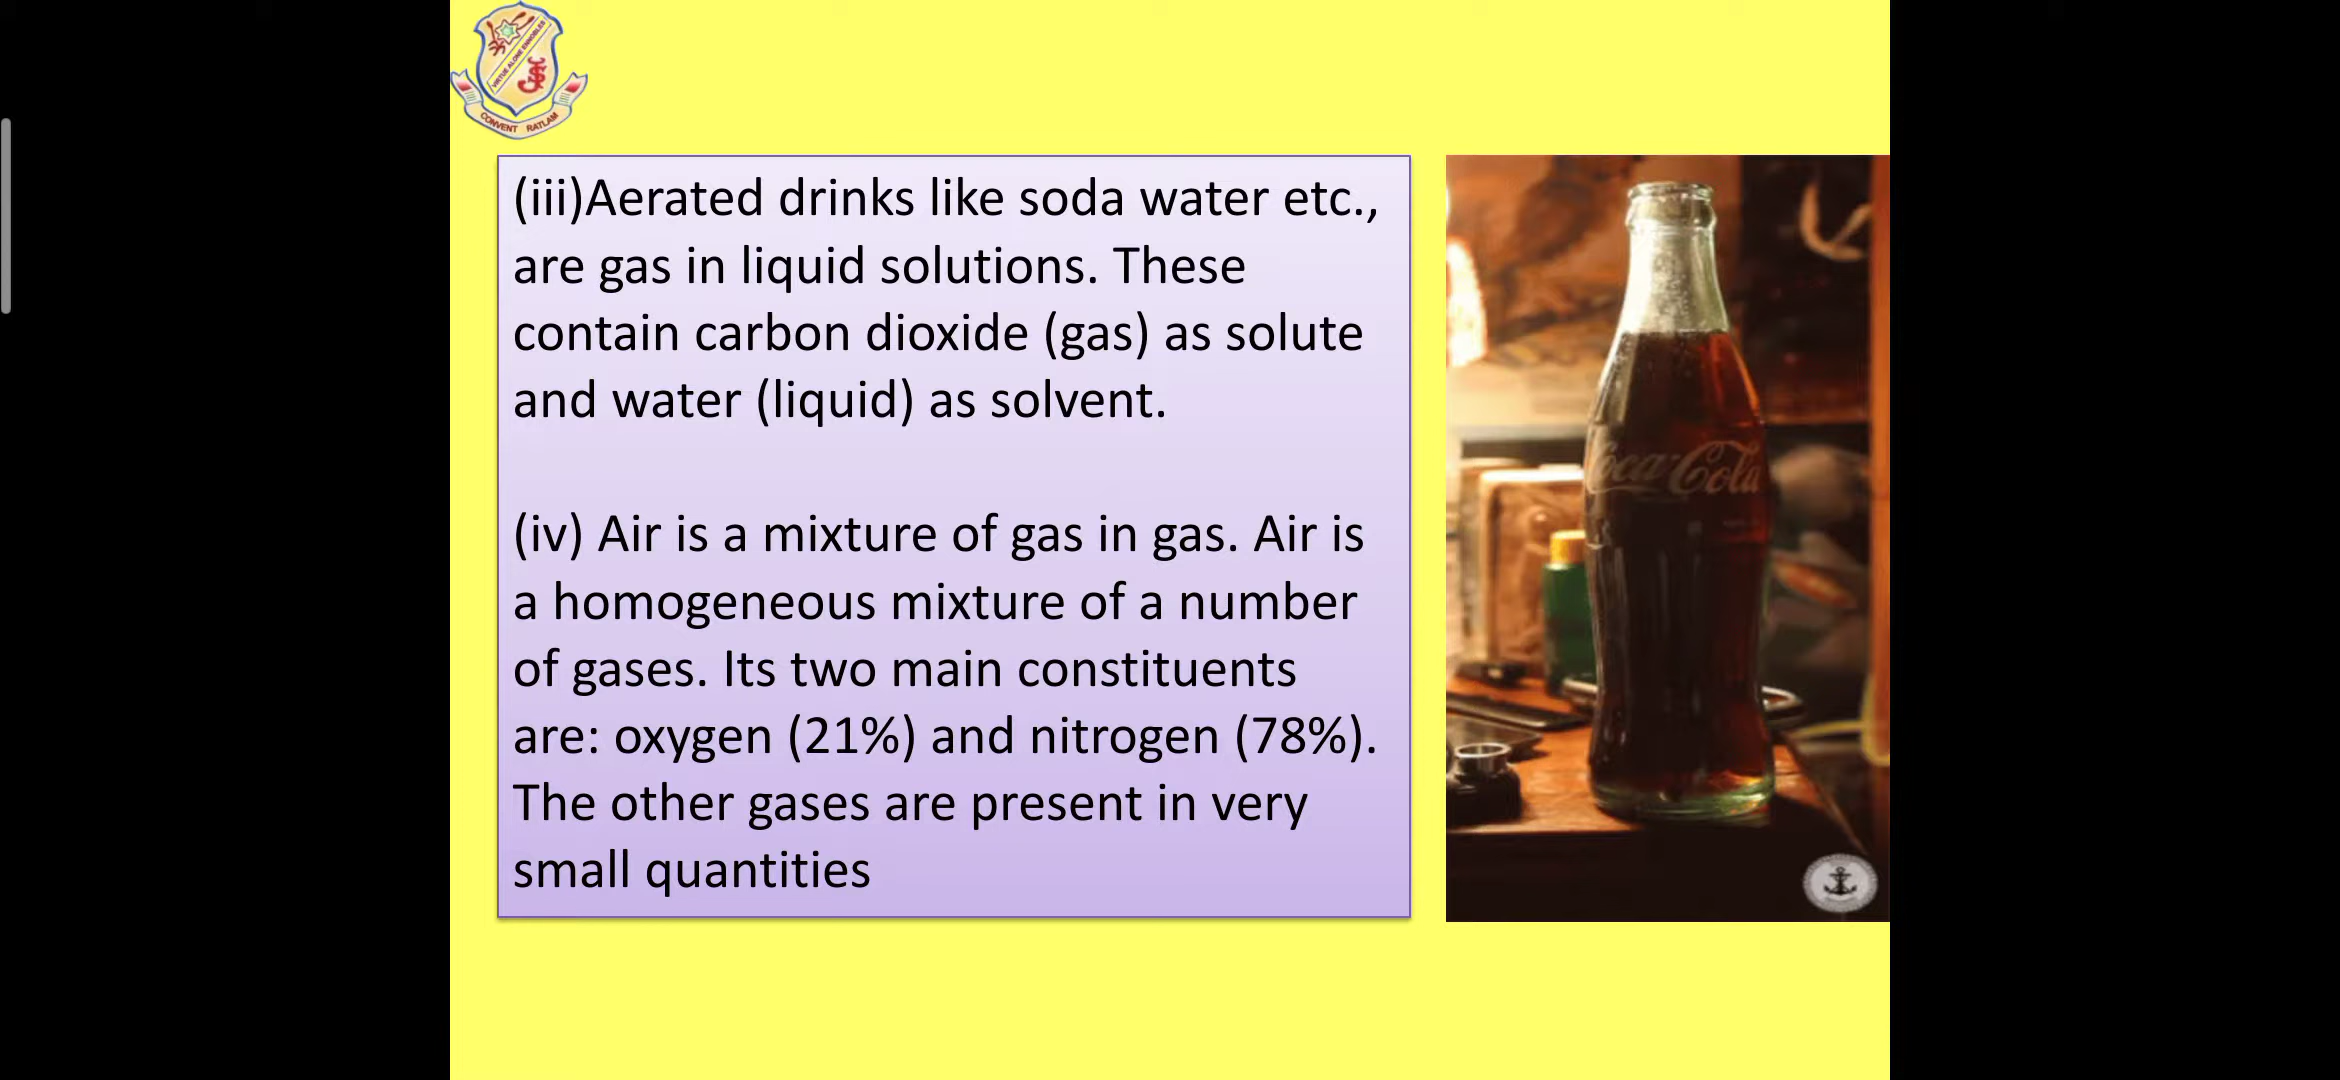 VIRTUE ALONE ENNOBLES
CONVENT RATLAM
(iii)Aerated drinks like soda water etc.,
are gas in liquid solutions. These
contain carbon dioxide (gas) as solute
and water (liquid) as solvent.
(iv) Air is a mixture of gas in gas. Air is
a homogeneous mixture of a number
of gases. Its two main constituents
are: oxygen (21%) and nitrogen (78%).
The other gases are present in very
small quantities
Coca-Cola